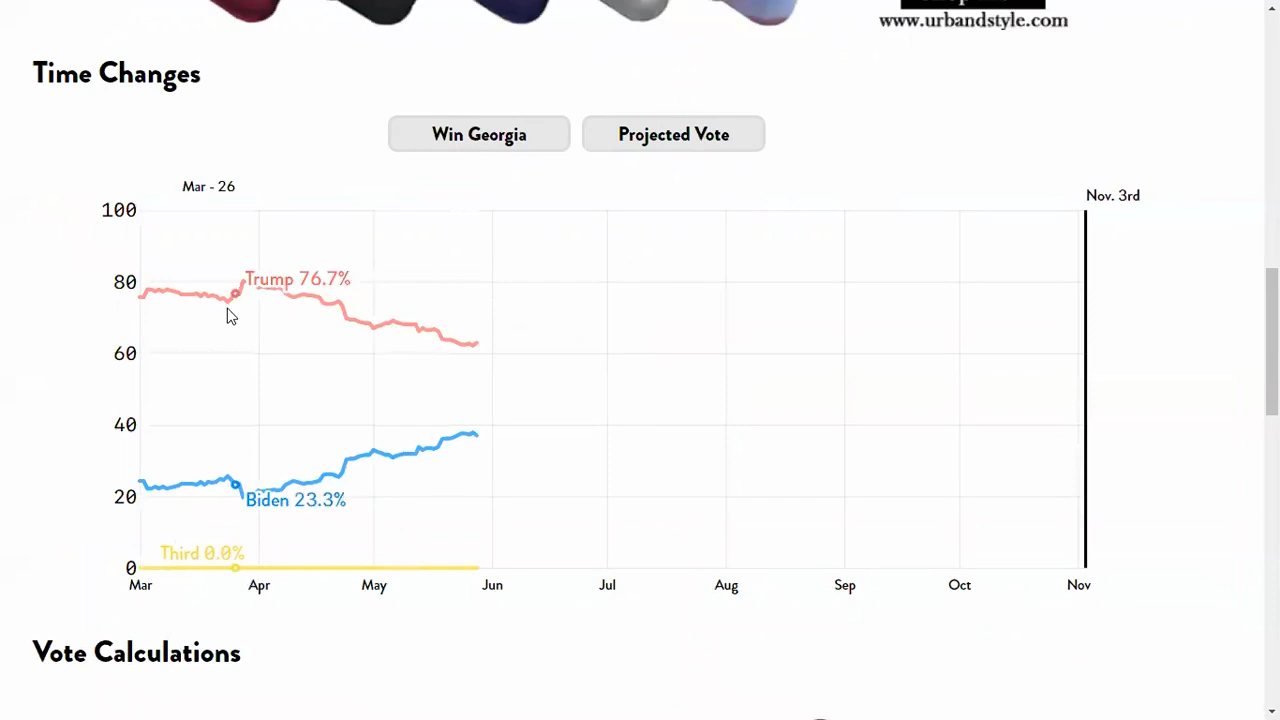 www.urbandstyle.com
Time Changes
Win Georgia
Projected Vote
Mar - 26
Nov. 3rd
100
80
60
40
20
0
Trump 76.7%
Biden 23.3%
Third 0.0%
Mar
Apr
May
Jun
Jul
Aug
Sep
Oct
Nov
Vote Calculations